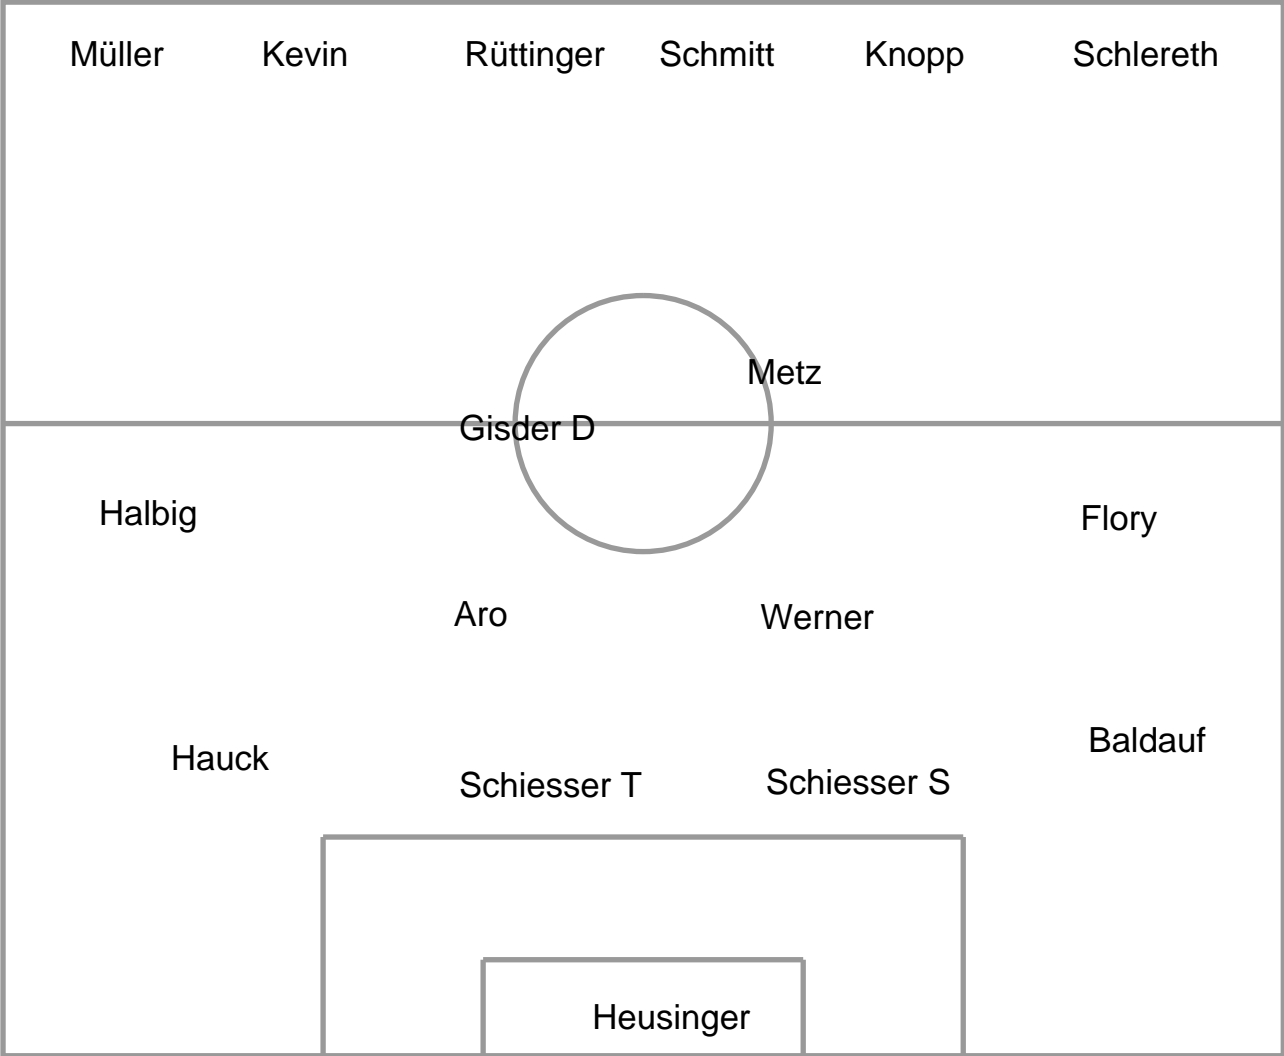 Müller Kevin Rüttinger Schmitt Knopp Schlereth
Metz
Gisder D
Halbig Flory
Aro Werner
Hauck Baldauf
Schiesser T Schiesser S
Heusinger